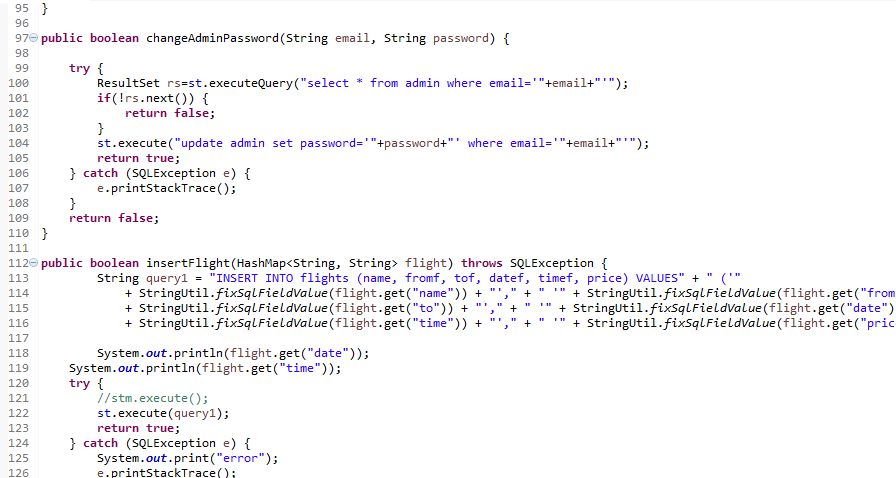 95 }
96
97 public boolean changeAdminPassword(String email, String password) {
98
99 try {
100 ResultSet rs=st.executeQuery("select * from admin where email='"+email+"'");
101 if(!rs.next()) {
102 return false;
103 }
104 st.execute("update admin set password='"+password+"' where email='"+email+"'");
105 return true;
106 } catch (SQLException e) {
107 e.printStackTrace();
108 }
109 return false;
110 }
111
112 public boolean insertFlight(HashMap<String, String> flight) throws SQLException {
113 String query1 = "INSERT INTO flights (name, fromf, tof, datef, timef, price) VALUES" + " ('"
114 + StringUtil.fixSqlFieldValue(flight.get("name")) + "'," + " '" + StringUtil.fixSqlFieldValue(flight.get("from
115 + StringUtil.fixSqlFieldValue(flight.get("to")) + "'," + " '" + StringUtil.fixSqlFieldValue(flight.get("date")
116 + StringUtil.fixSqlFieldValue(flight.get("time")) + "'," + " '" + StringUtil.fixSqlFieldValue(flight.get("pric
117
118 System.out.println(flight.get("date"));
119 System.out.println(flight.get("time"));
120 try {
121 //stm.execute();
122 st.execute(query1);
123 return true;
124 } catch (SQLException e) {
125 System.out.print("error");
126 e.printStackTrace();